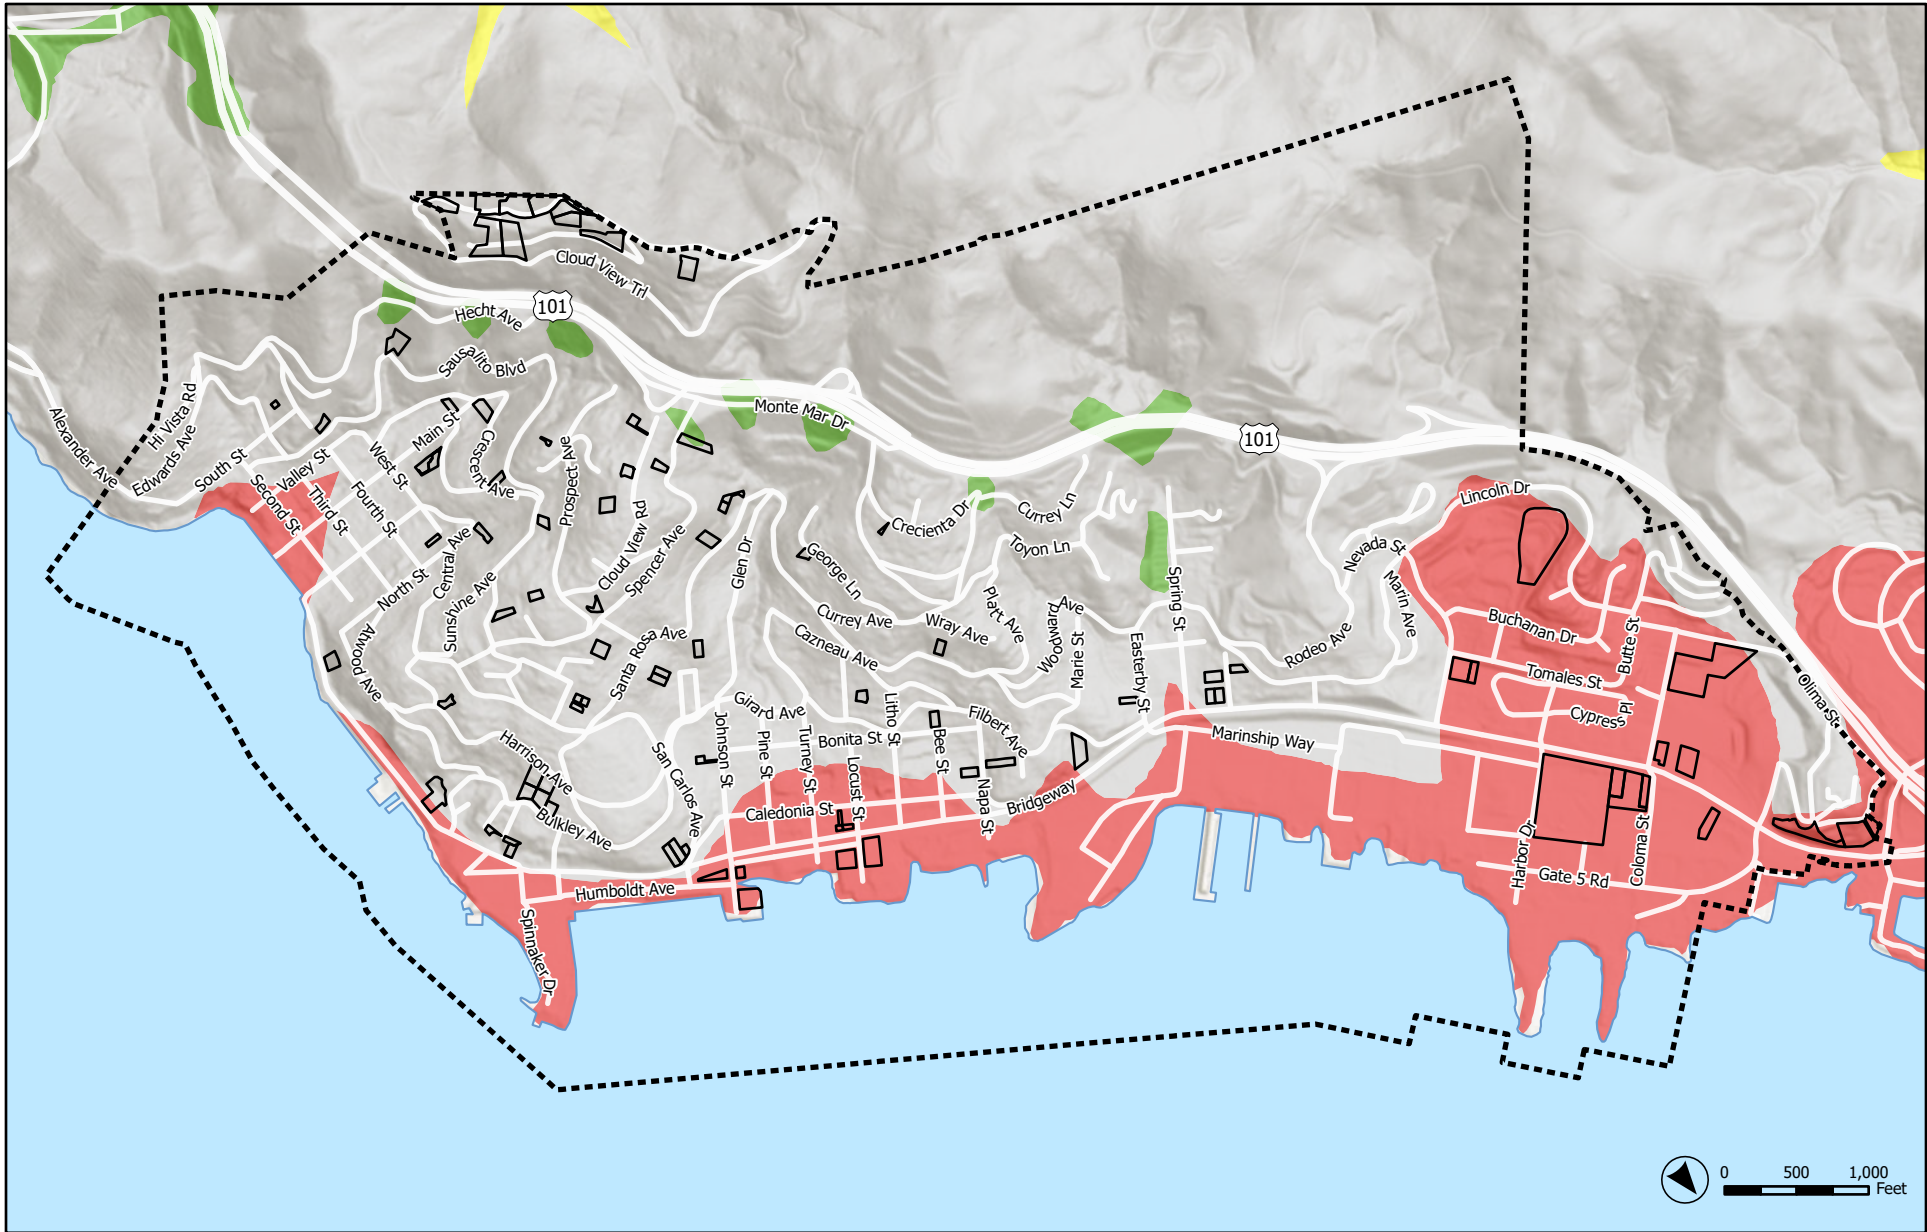 Cloud View Trl
101
Hecht Ave
Sausalito Blvd
Monte Mar Dr
101
Alexander Ave
Hi Vista Rd
Edwards Ave
South St
Second St
Valley St
Third St
Fourth St
West St
Main St
Crescent Ave
Prospect Ave
Cloud View Rd
Spencer Ave
Glen Dr
George Ln
Crecienta Dr
Currey Ln
Toyon Ln
Lincoln Dr
Nevada St
Marin Ave
Spring St
Central Ave
North St
Sunshine Ave
Atwood Ave
Santa Rosa Ave
Currey Ave
Wray Ave
Platt Ave
Woodward Ave
Marie St
Easterby St
Rodeo Ave
Buchanan Dr
Butte St
Tomales St
Cypress Pl
Olima St
Cazneau Ave
Girard Ave
Johnson St
Pine St
Turney St
Bonita St
Litho St
Locust St
Bee St
Filbert Ave
Napa St
Marinship Way
Bridgeway
Harrison Ave
San Carlos Ave
Bulkley Ave
Caledonia St
Humboldt Ave
Spinnaker Dr
Harbor Dr
Coloma St
Gate 5 Rd
0 500 1,000
Feet